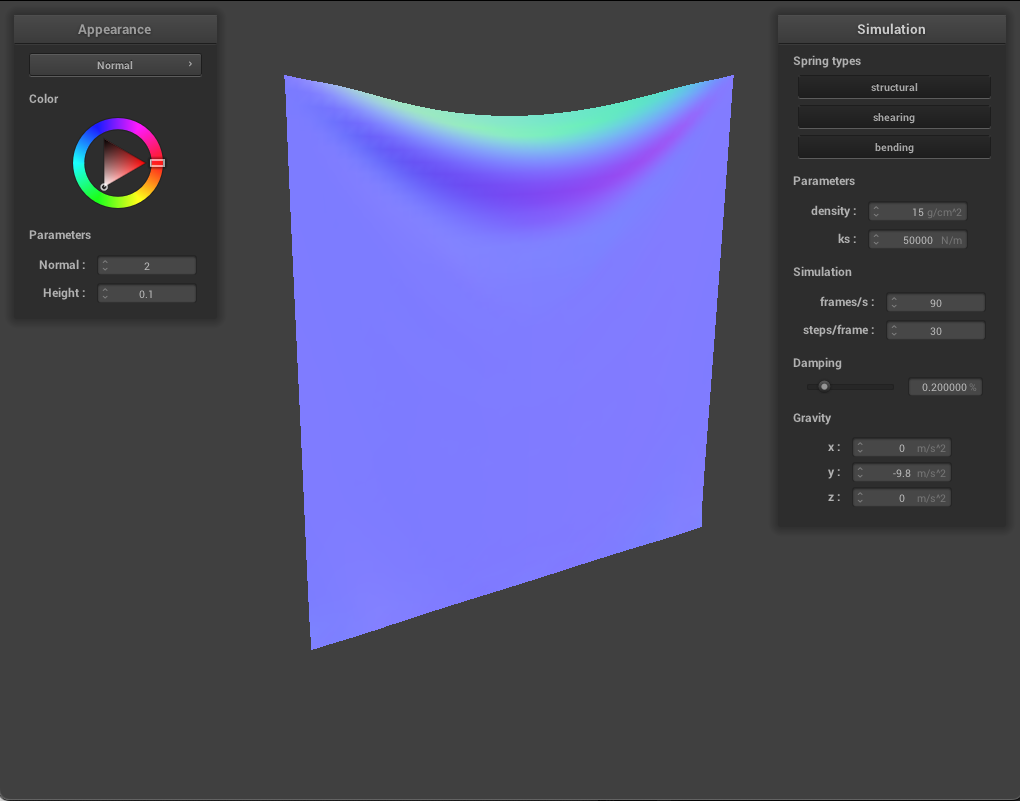 Appearance
Normal
Color
Parameters
Normal : 2
Height : 0.1
Simulation
Spring types
structural
shearing
bending
Parameters
density : 15 g/cm^2
ks : 50000 N/m
Simulation
frames/s : 90
steps/frame : 30
Damping
0.200000 %
Gravity
x : 0 m/s^2
y : -9.8 m/s^2
z : 0 m/s^2